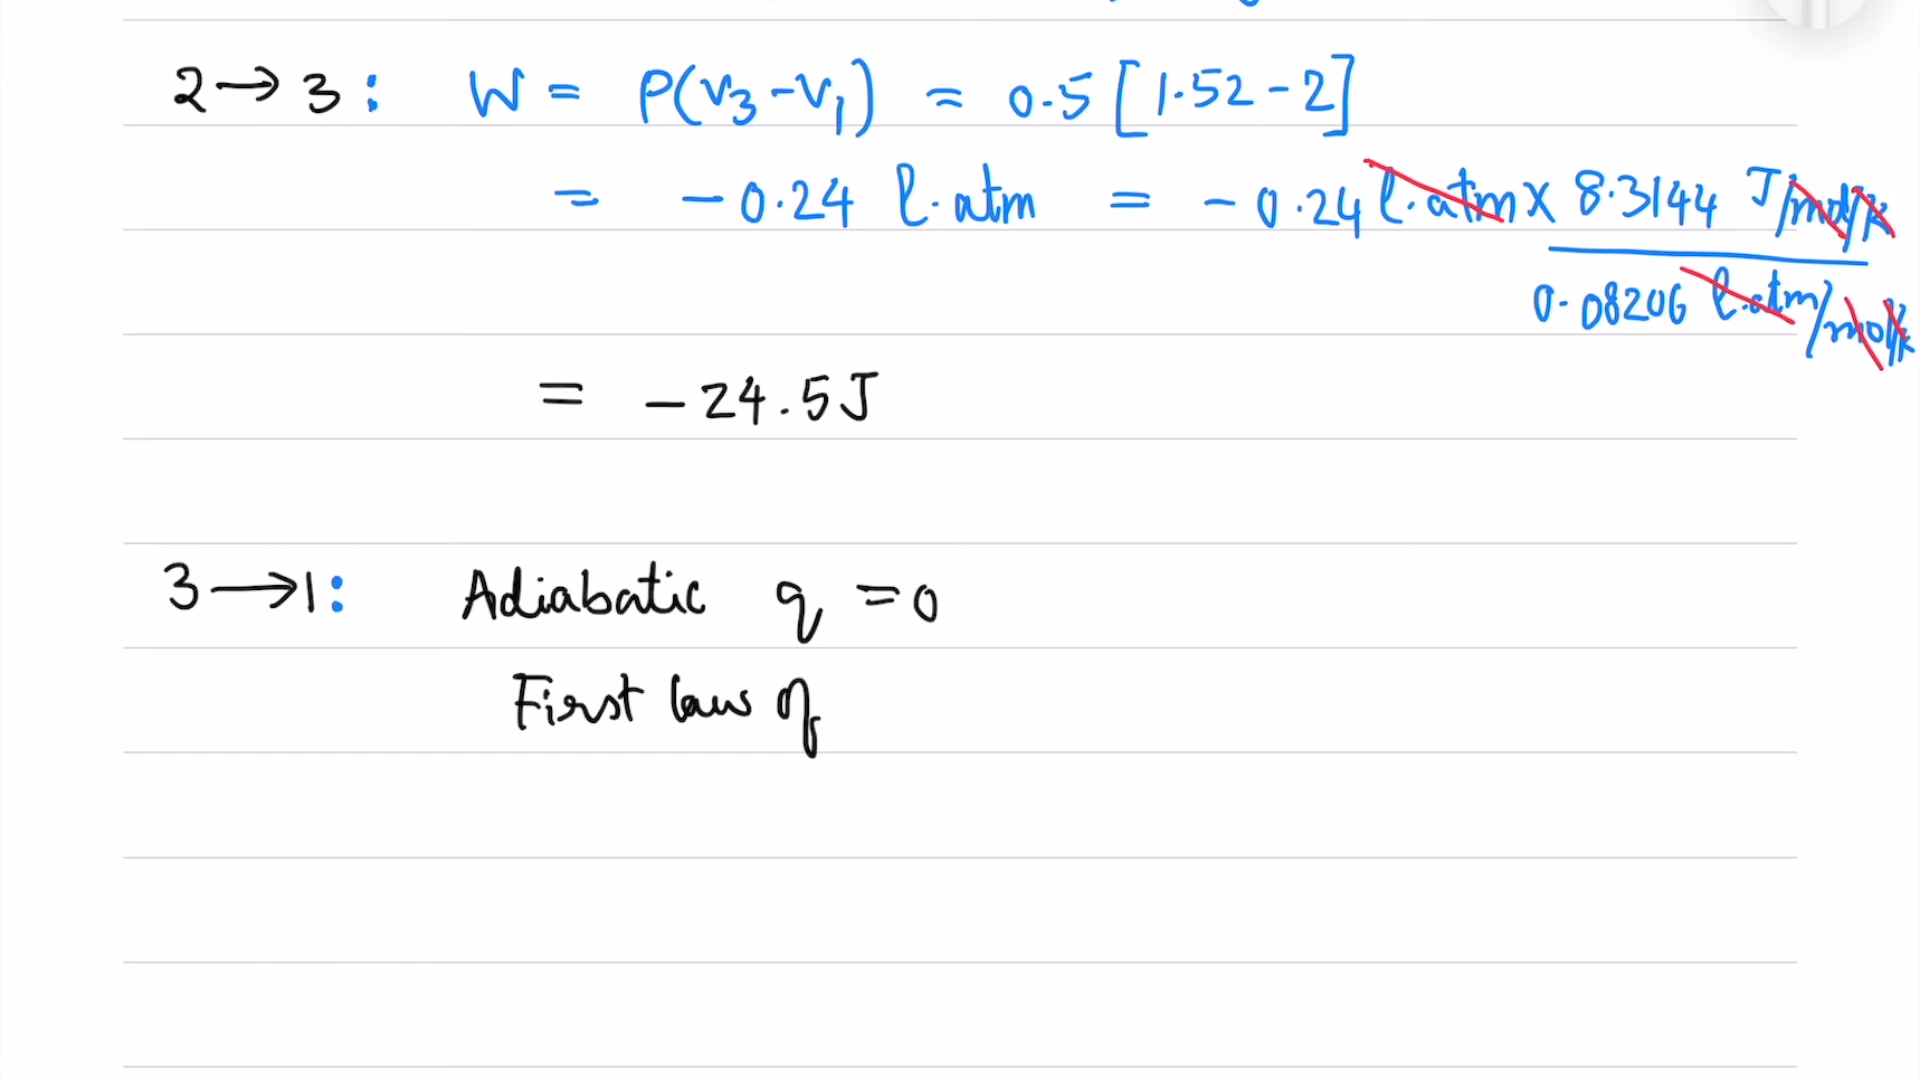 2 → 3 : W = P(V₃ - V₁) = 0.5 [1.52 - 2]
= - 0.24 l. atm = - 0.24 l. atm x 8.3144 J/mol/k
0.08206 l. atm/mol/k
= - 24.5 J
3 → 1 : Adiabatic q = 0
First law of